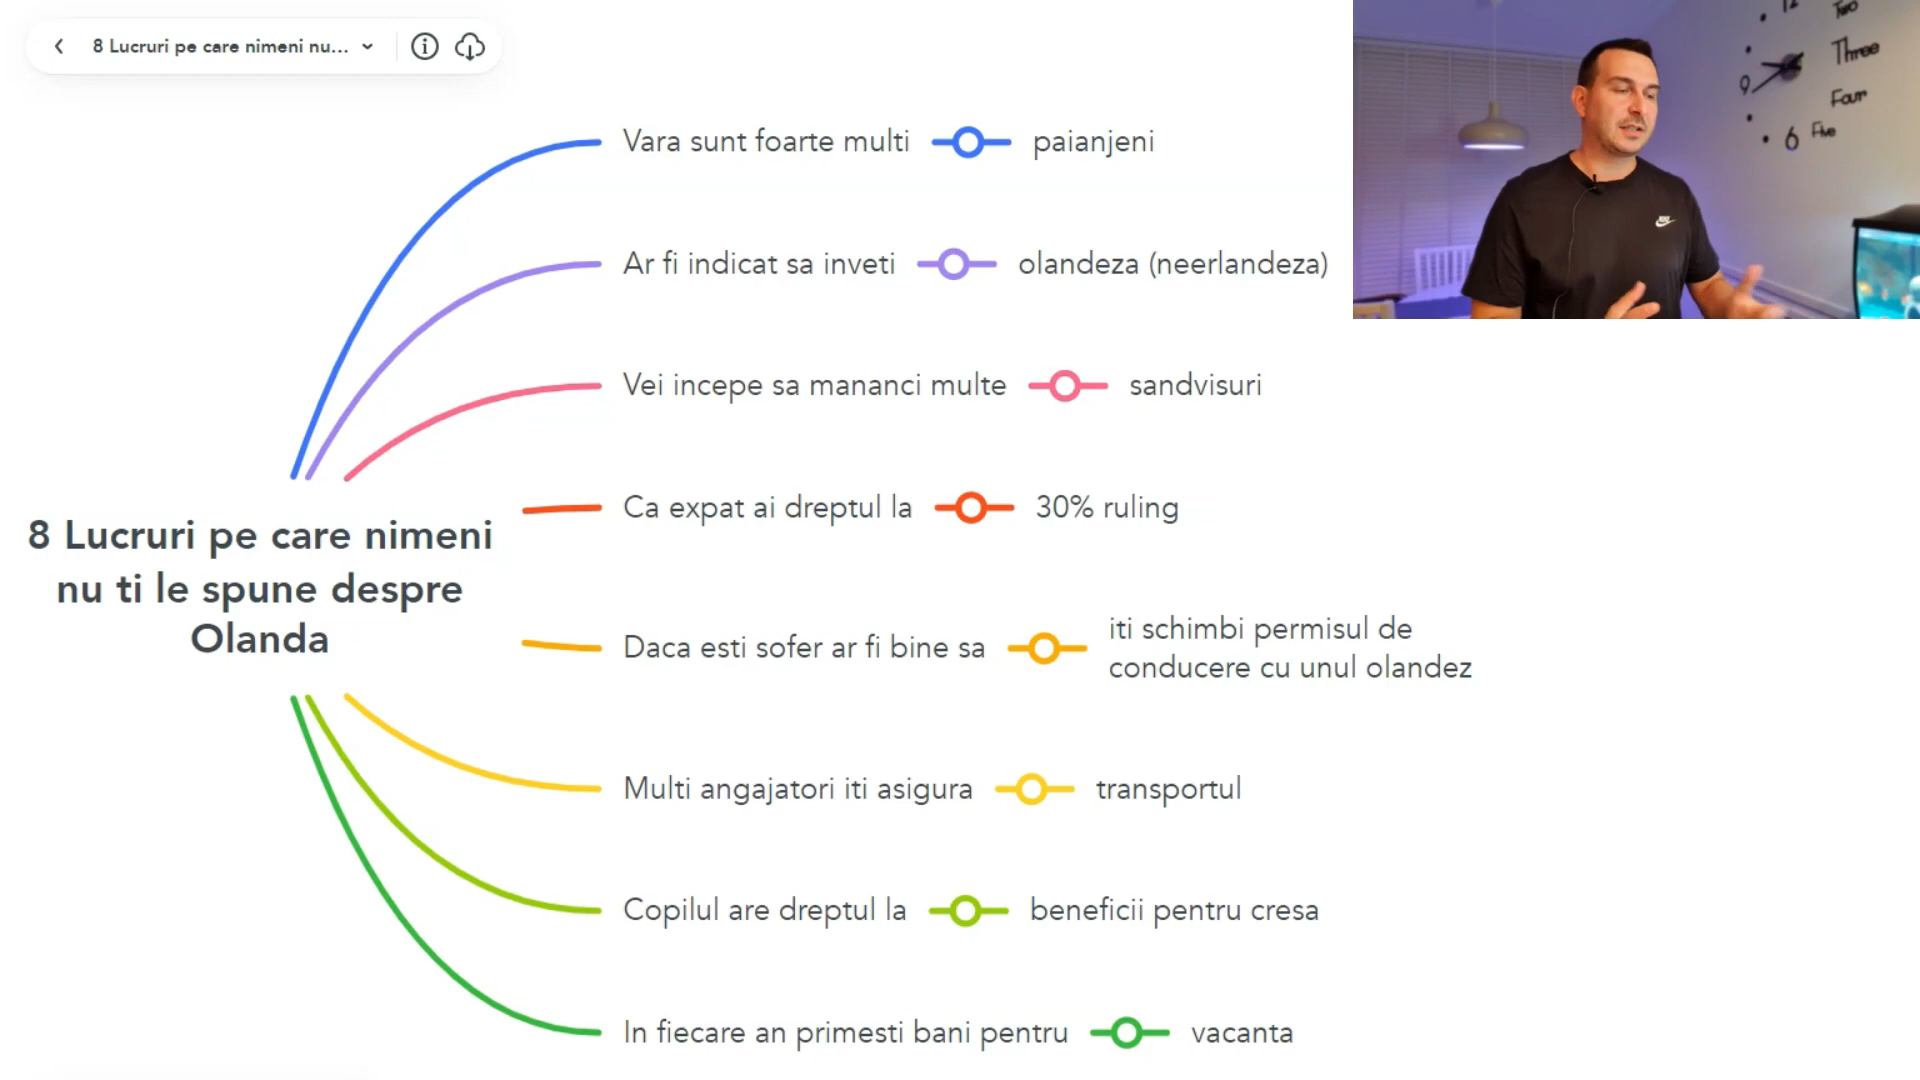 8 Lucruri pe care nimeni nu...
Vara sunt foarte multi paianjeni
Ar fi indicat sa inveti olandeza (neerlandeza)
Vei incepe sa mananci multe sandvisuri
Ca expat ai dreptul la 30% ruling
8 Lucruri pe care nimeni
nu ti le spune despre
Olanda
Daca esti sofer ar fi bine sa
iti schimbi permisul de
conducere cu unul olandez
Multi angajatori iti asigura transportul
Copilul are dreptul la beneficii pentru cresa
In fiecare an primesti bani pentru vacanta
12
Two
Three
Four
Five
6
9